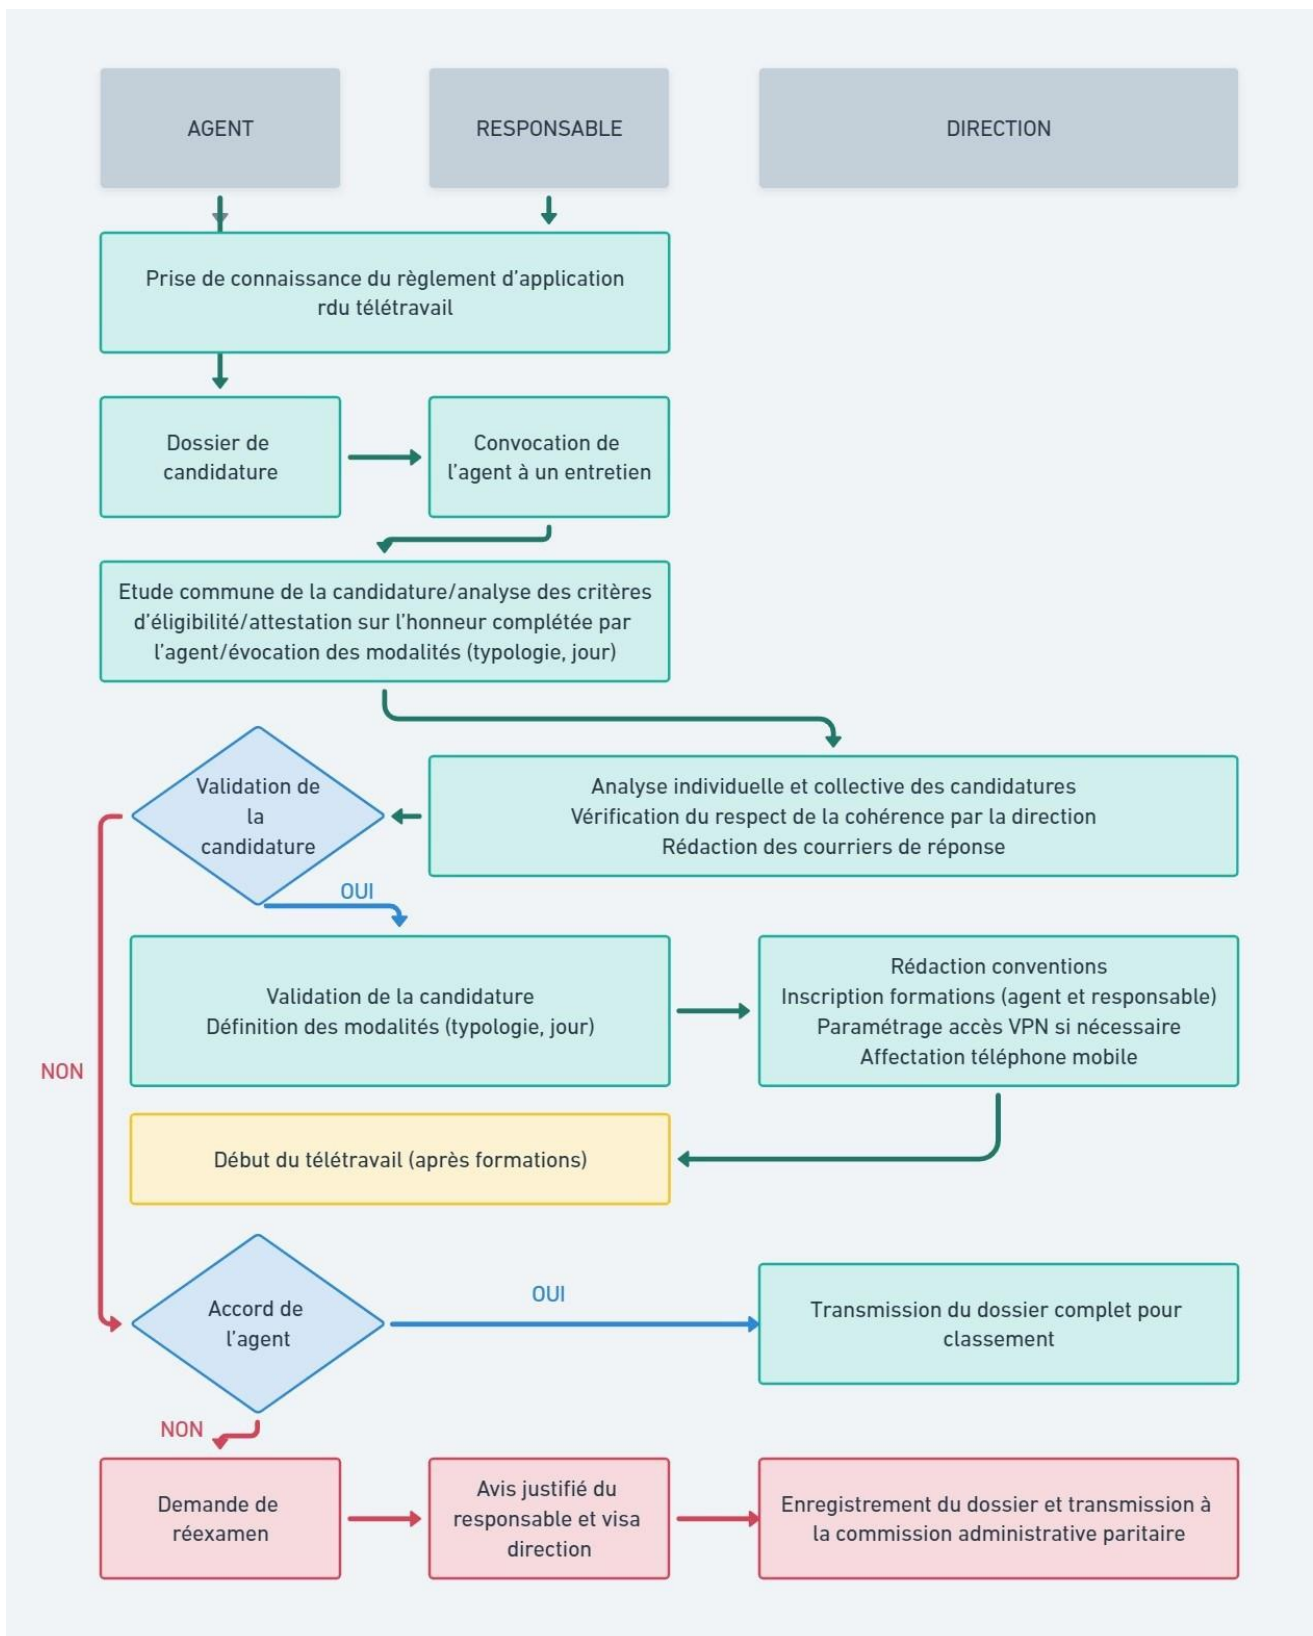 AGENT
RESPONSABLE
DIRECTION
Prise de connaissance du règlement d'application
rdu télétravail
Dossier de
candidature
Convocation de
l'agent à un entretien
Etude commune de la candidature/analyse des critères
d'éligibilité/attestation sur l'honneur complétée par
l'agent/évocation des modalités (typologie, jour)
Validation de
la
candidature
Analyse individuelle et collective des candidatures
Vérification du respect de la cohérence par la direction
Rédaction des courriers de réponse
OUI
Validation de la candidature
Définition des modalités (typologie, jour)
Rédaction conventions
Inscription formations (agent et responsable)
Paramétrage accès VPN si nécessaire
Affectation téléphone mobile
NON
Début du télétravail (après formations)
Accord de
l'agent
OUI
Transmission du dossier complet pour
classement
NON
Demande de
réexamen
Avis justifié du
responsable et visa
direction
Enregistrement du dossier et transmission à
la commission administrative paritaire